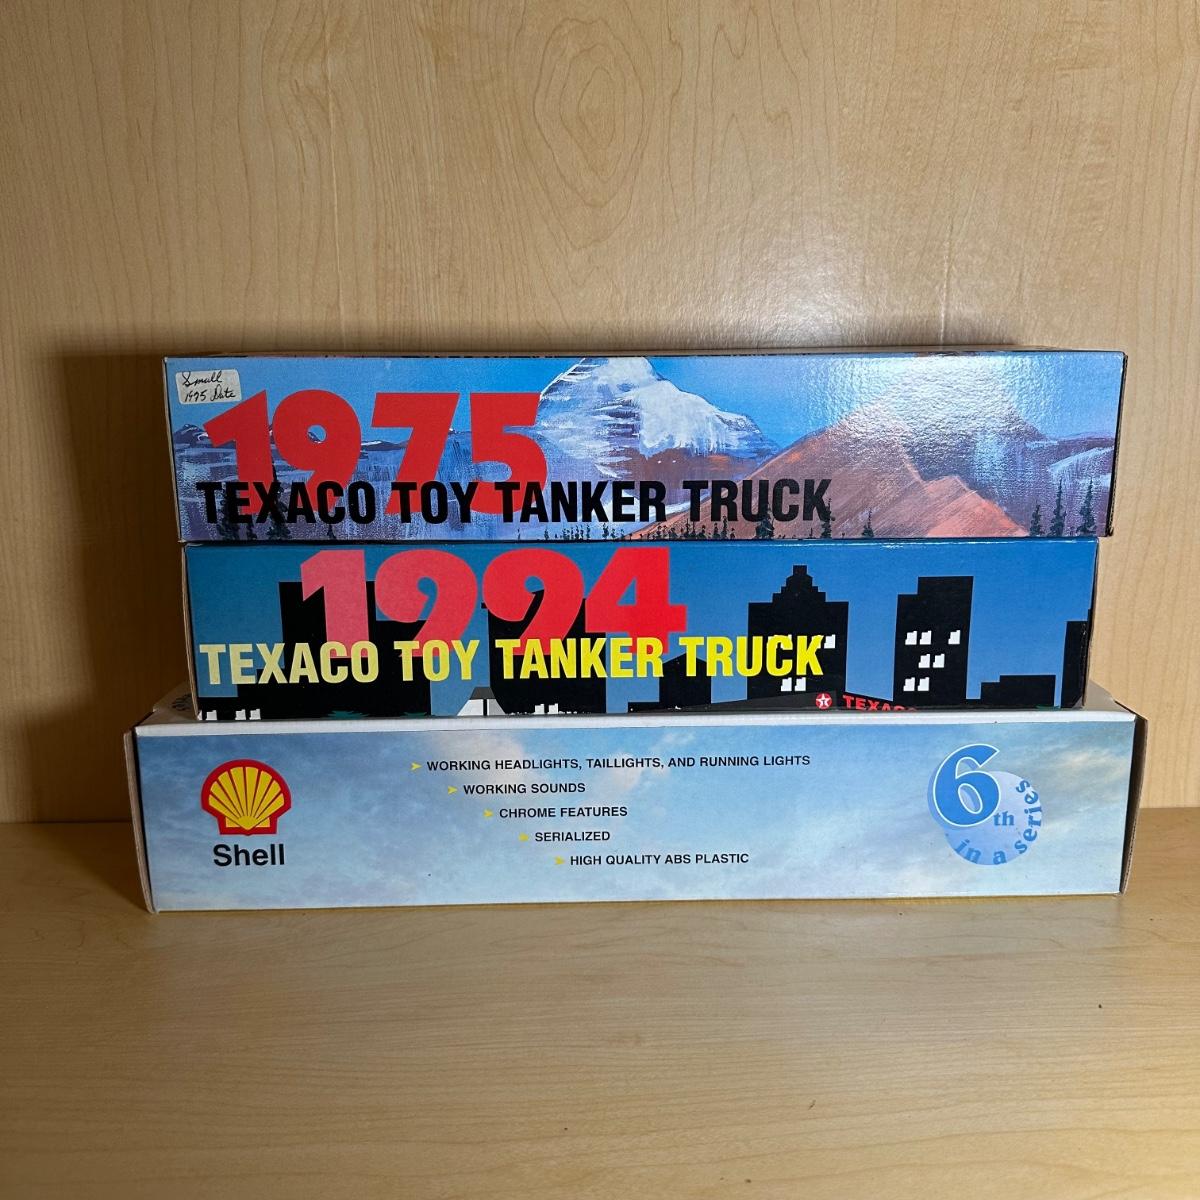 Small
1975 Date
1975
TEXACO TOY TANKER TRUCK
1994
TEXACO TOY TANKER TRUCK
TEXACO
Shell
WORKING HEADLIGHTS, TAILLIGHTS, AND RUNNING LIGHTS
WORKING SOUNDS
CHROME FEATURES
SERIALIZED
HIGH QUALITY ABS PLASTIC
6th
in a series